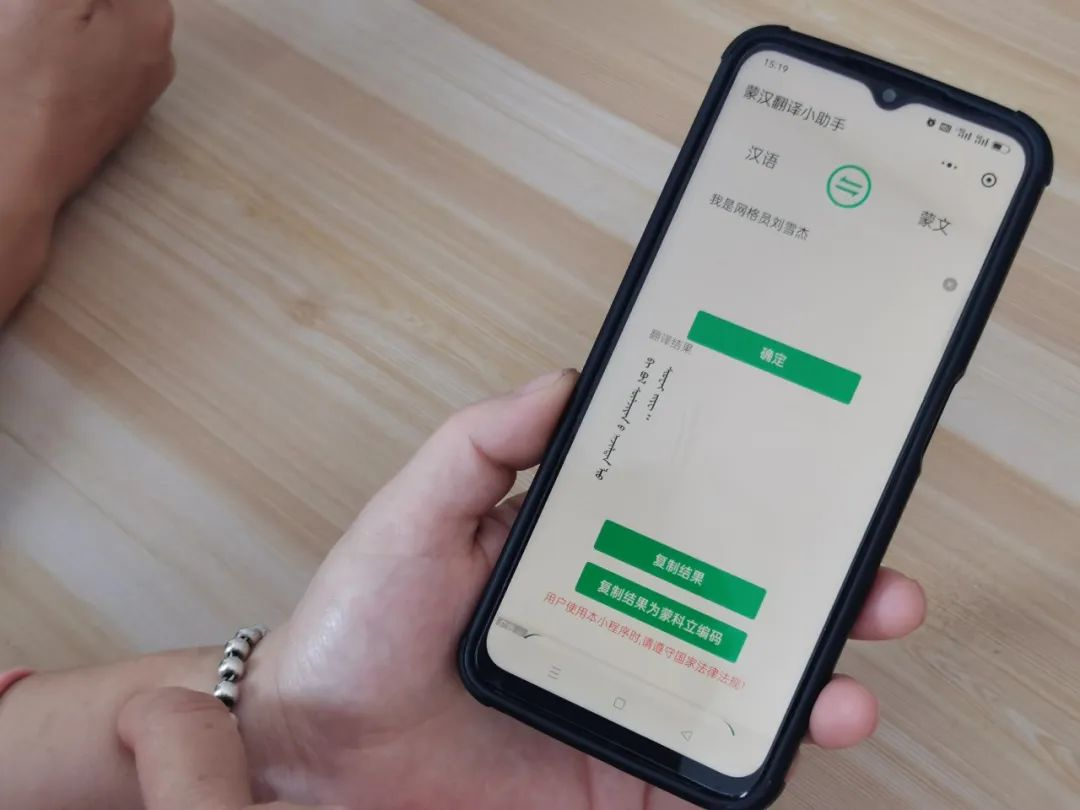 15:19
蒙汉翻译小助手
汉语
蒙文
我是网格员刘雪杰
确定
翻译结果
复制结果
复制结果为蒙科立编码
用户使用本小程序时,请遵守国家法律法规!